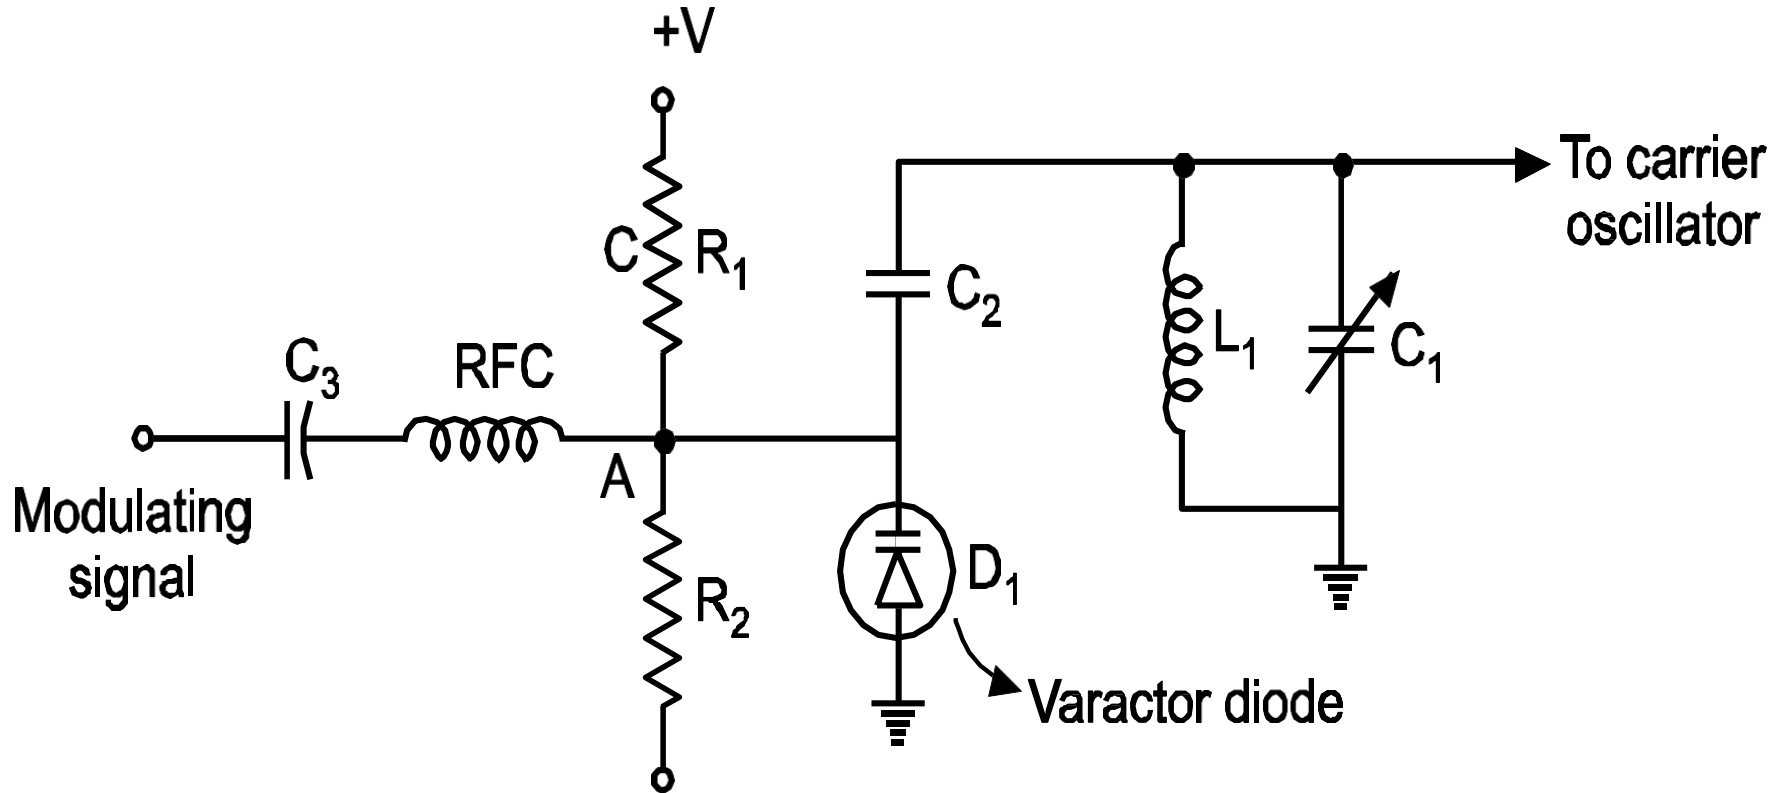 +V
To carrier
oscillator
C R₁
C₂
L₁
C₁
C₃
RFC
A
Modulating
signal
D₁
R₂
Varactor diode